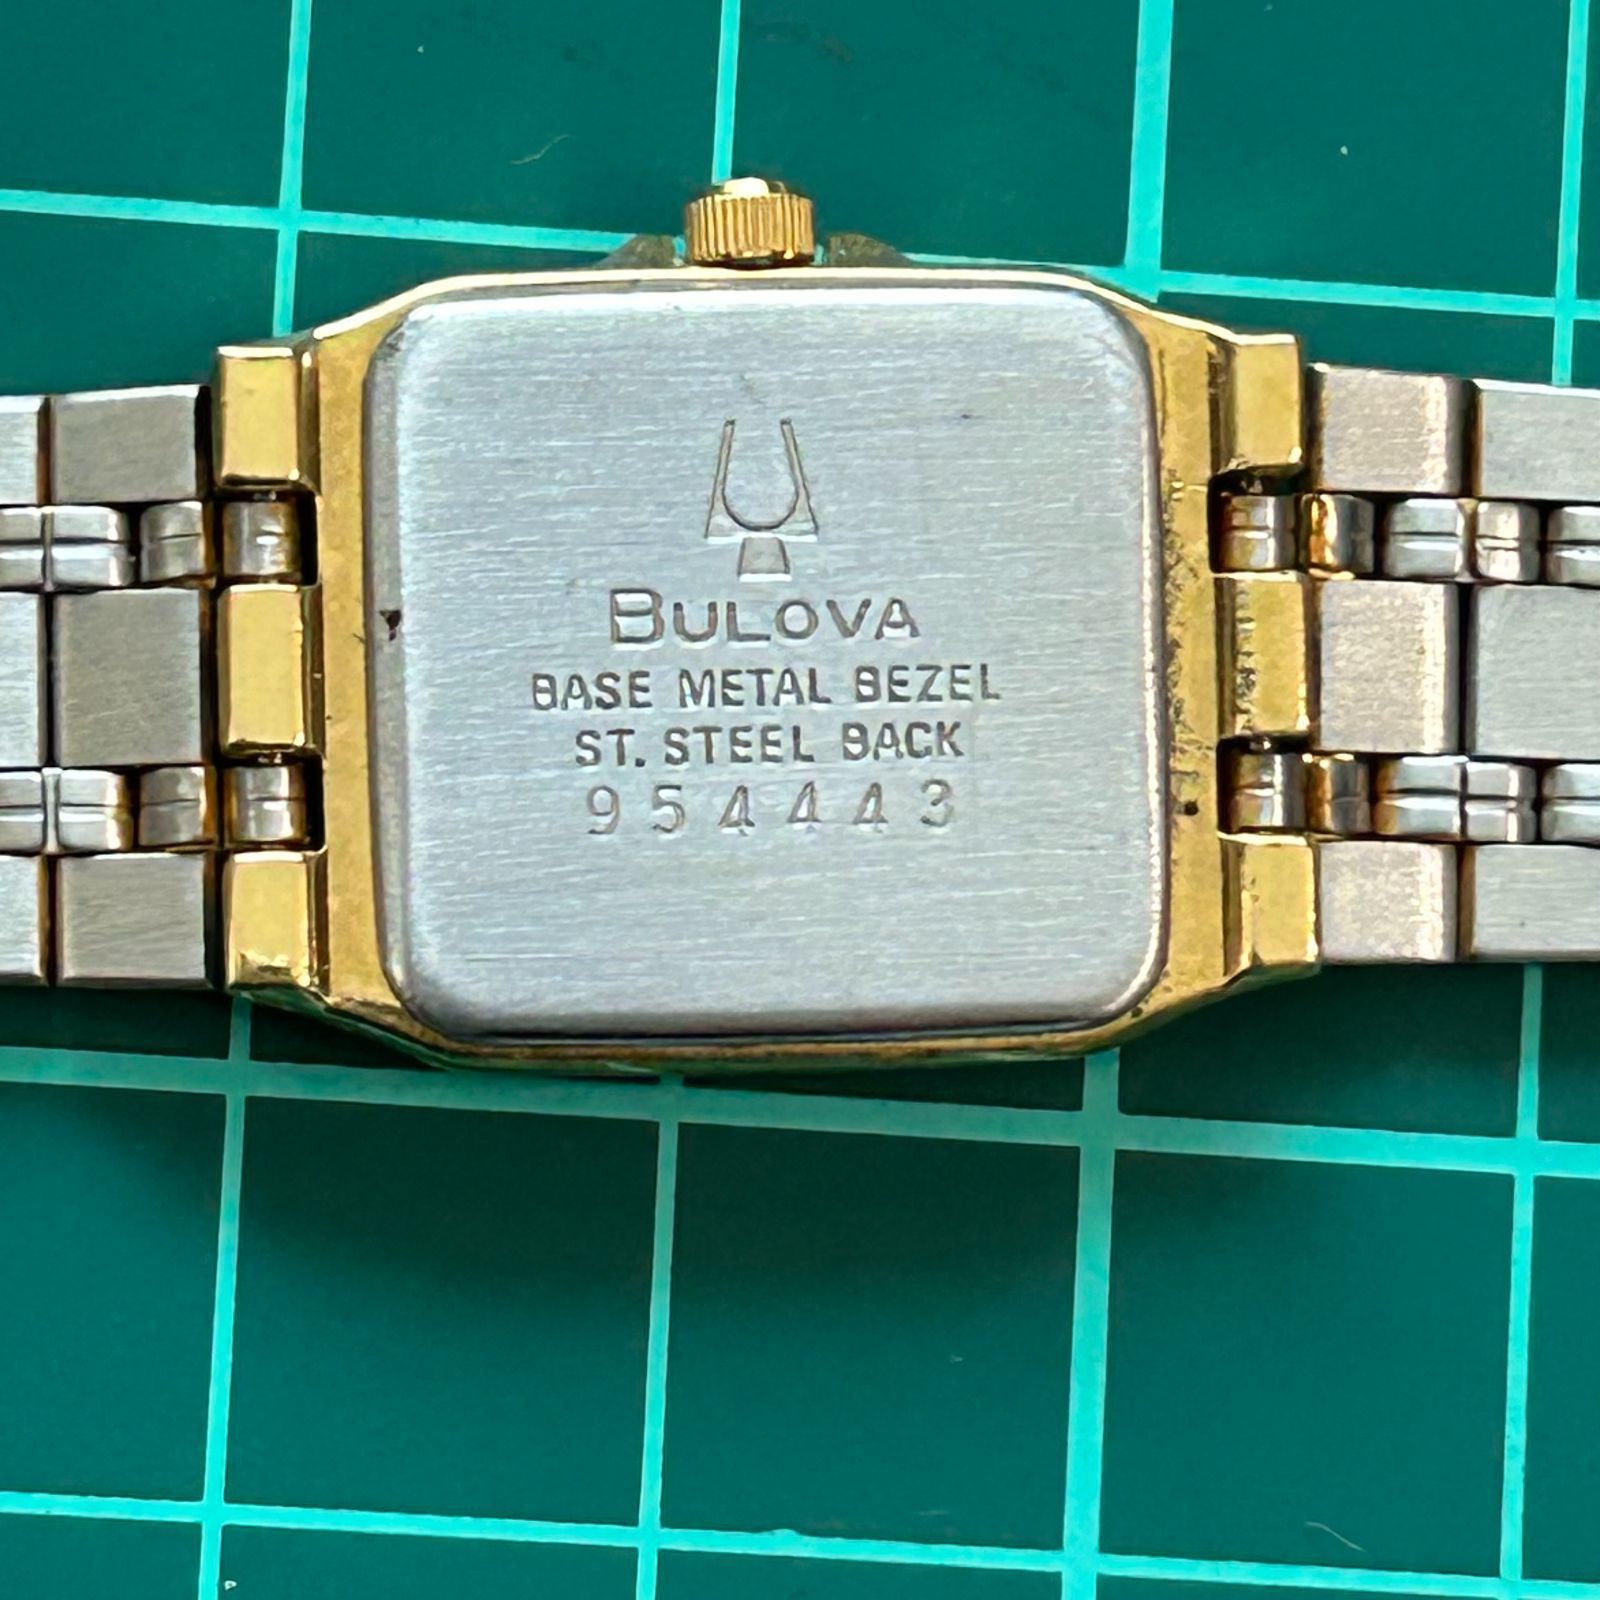 BULOVA
BASE METAL BEZEL
ST. STEEL BACK
954443